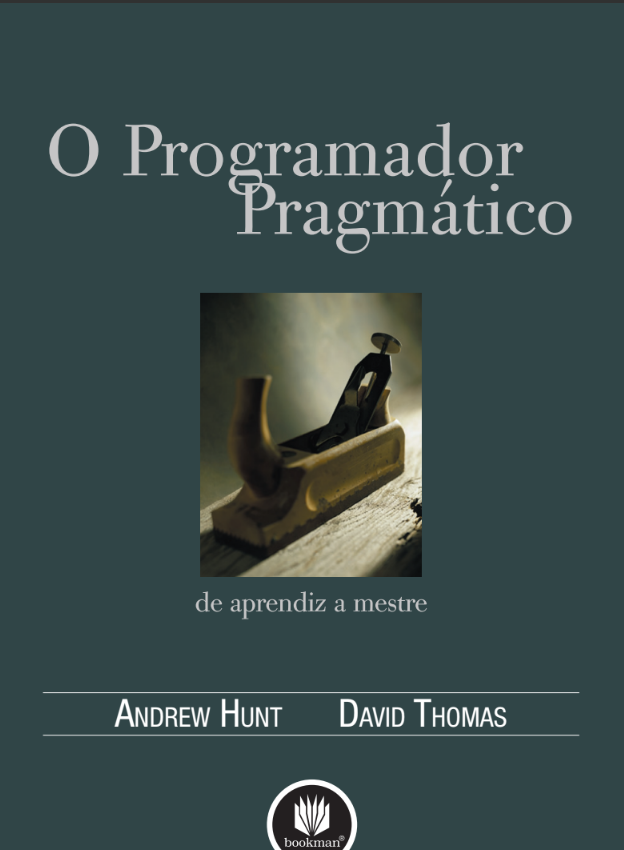 O Programador
Pragmático
de aprendiz a mestre
ANDREW HUNT DAVID THOMAS
bookman®